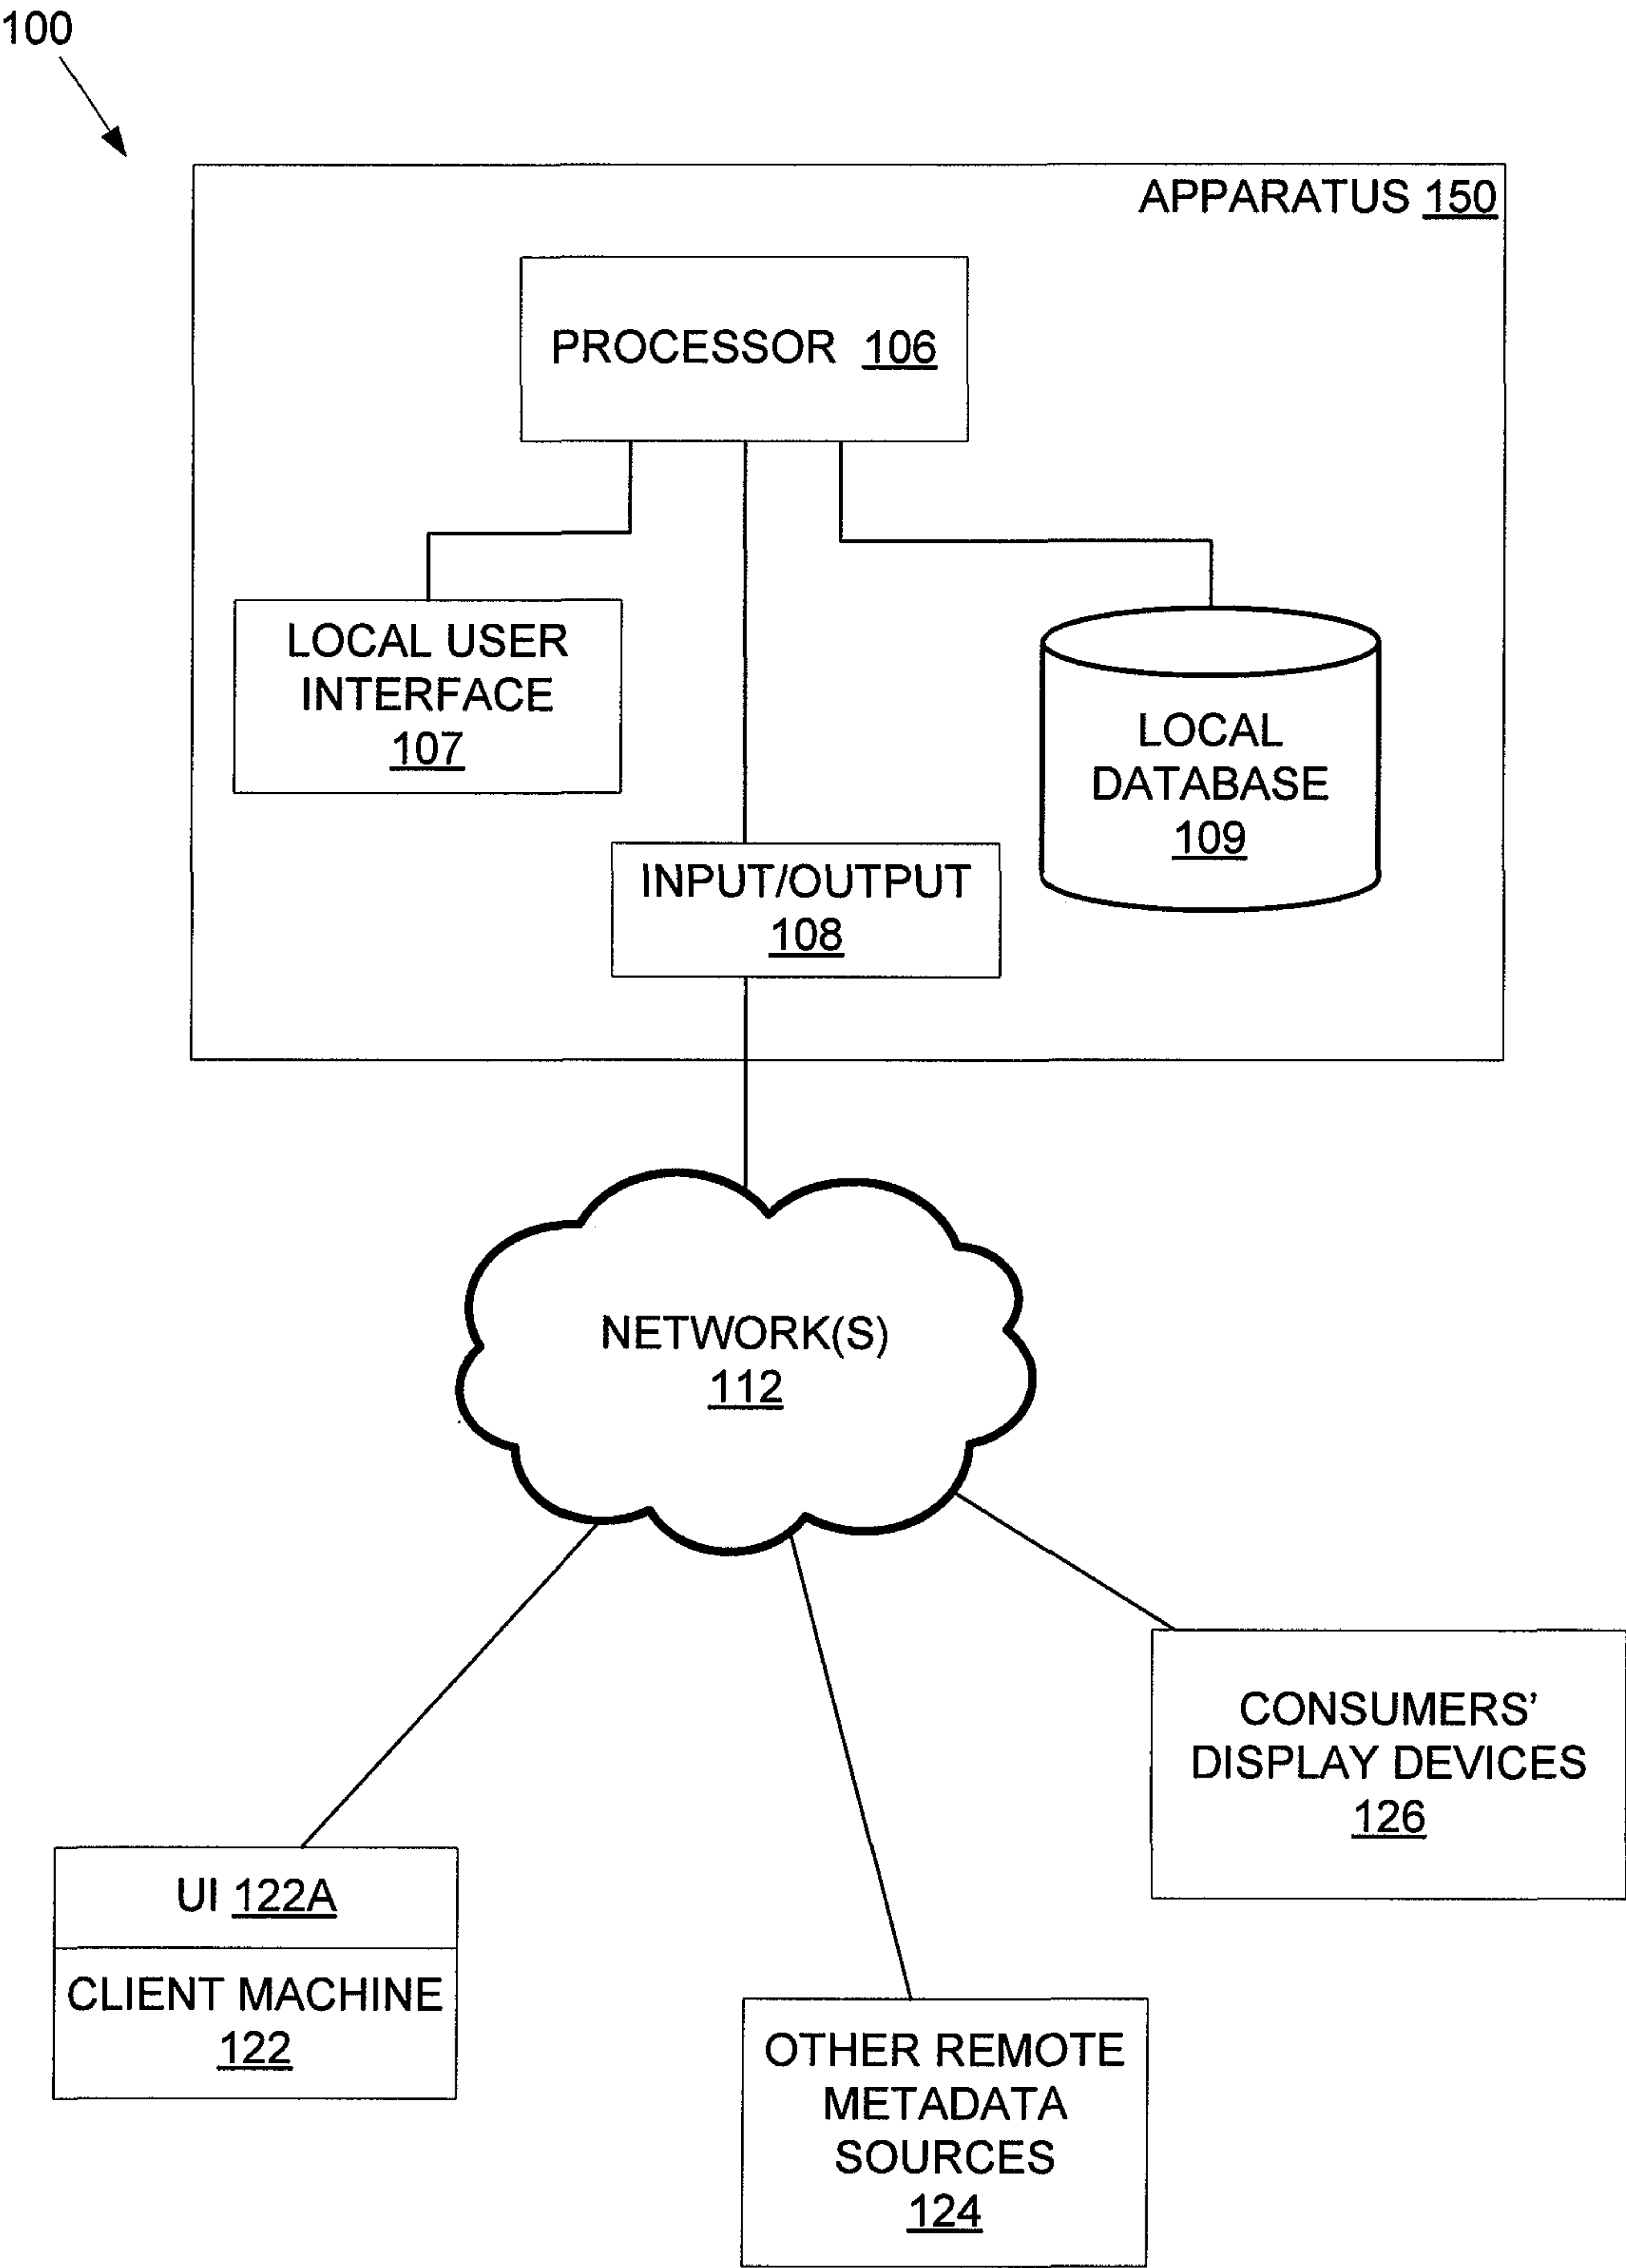 100
APPARATUS 150
PROCESSOR 106
LOCAL USER
INTERFACE
107
LOCAL
DATABASE
109
INPUT/OUTPUT
108
NETWORK(S)
112
CONSUMERS’
DISPLAY DEVICES
126
UI 122A
CLIENT MACHINE
122
OTHER REMOTE
METADATA
SOURCES
124